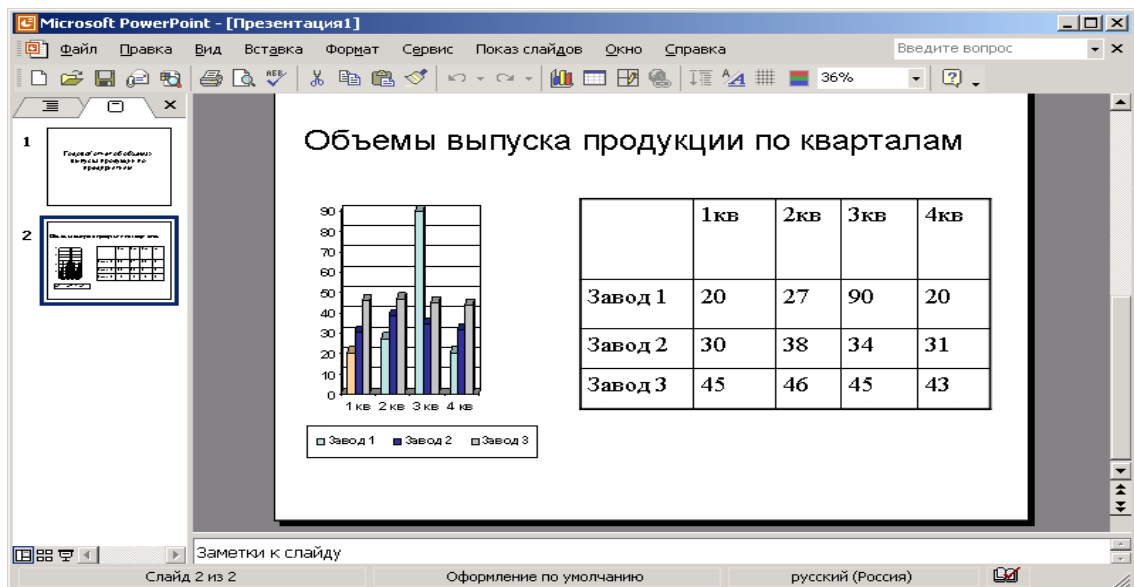 Microsoft PowerPoint - [Презентация1]
Файл Правка Вид Вставка Формат Сервис Показ слайдов Окно Справка Введите вопрос
36%
1
2
Объемы выпуска продукции по кварталам
90
80
70
60
50
40
30
20
10
0
1 кв 2 кв 3 кв 4 кв
Завод 1 Завод 2 Завод 3
1кв 2кв 3кв 4кв
Завод 1 20 27 90 20
Завод 2 30 38 34 31
Завод 3 45 46 45 43
Заметки к слайду
Слайд 2 из 2 Оформление по умолчанию русский (Россия)